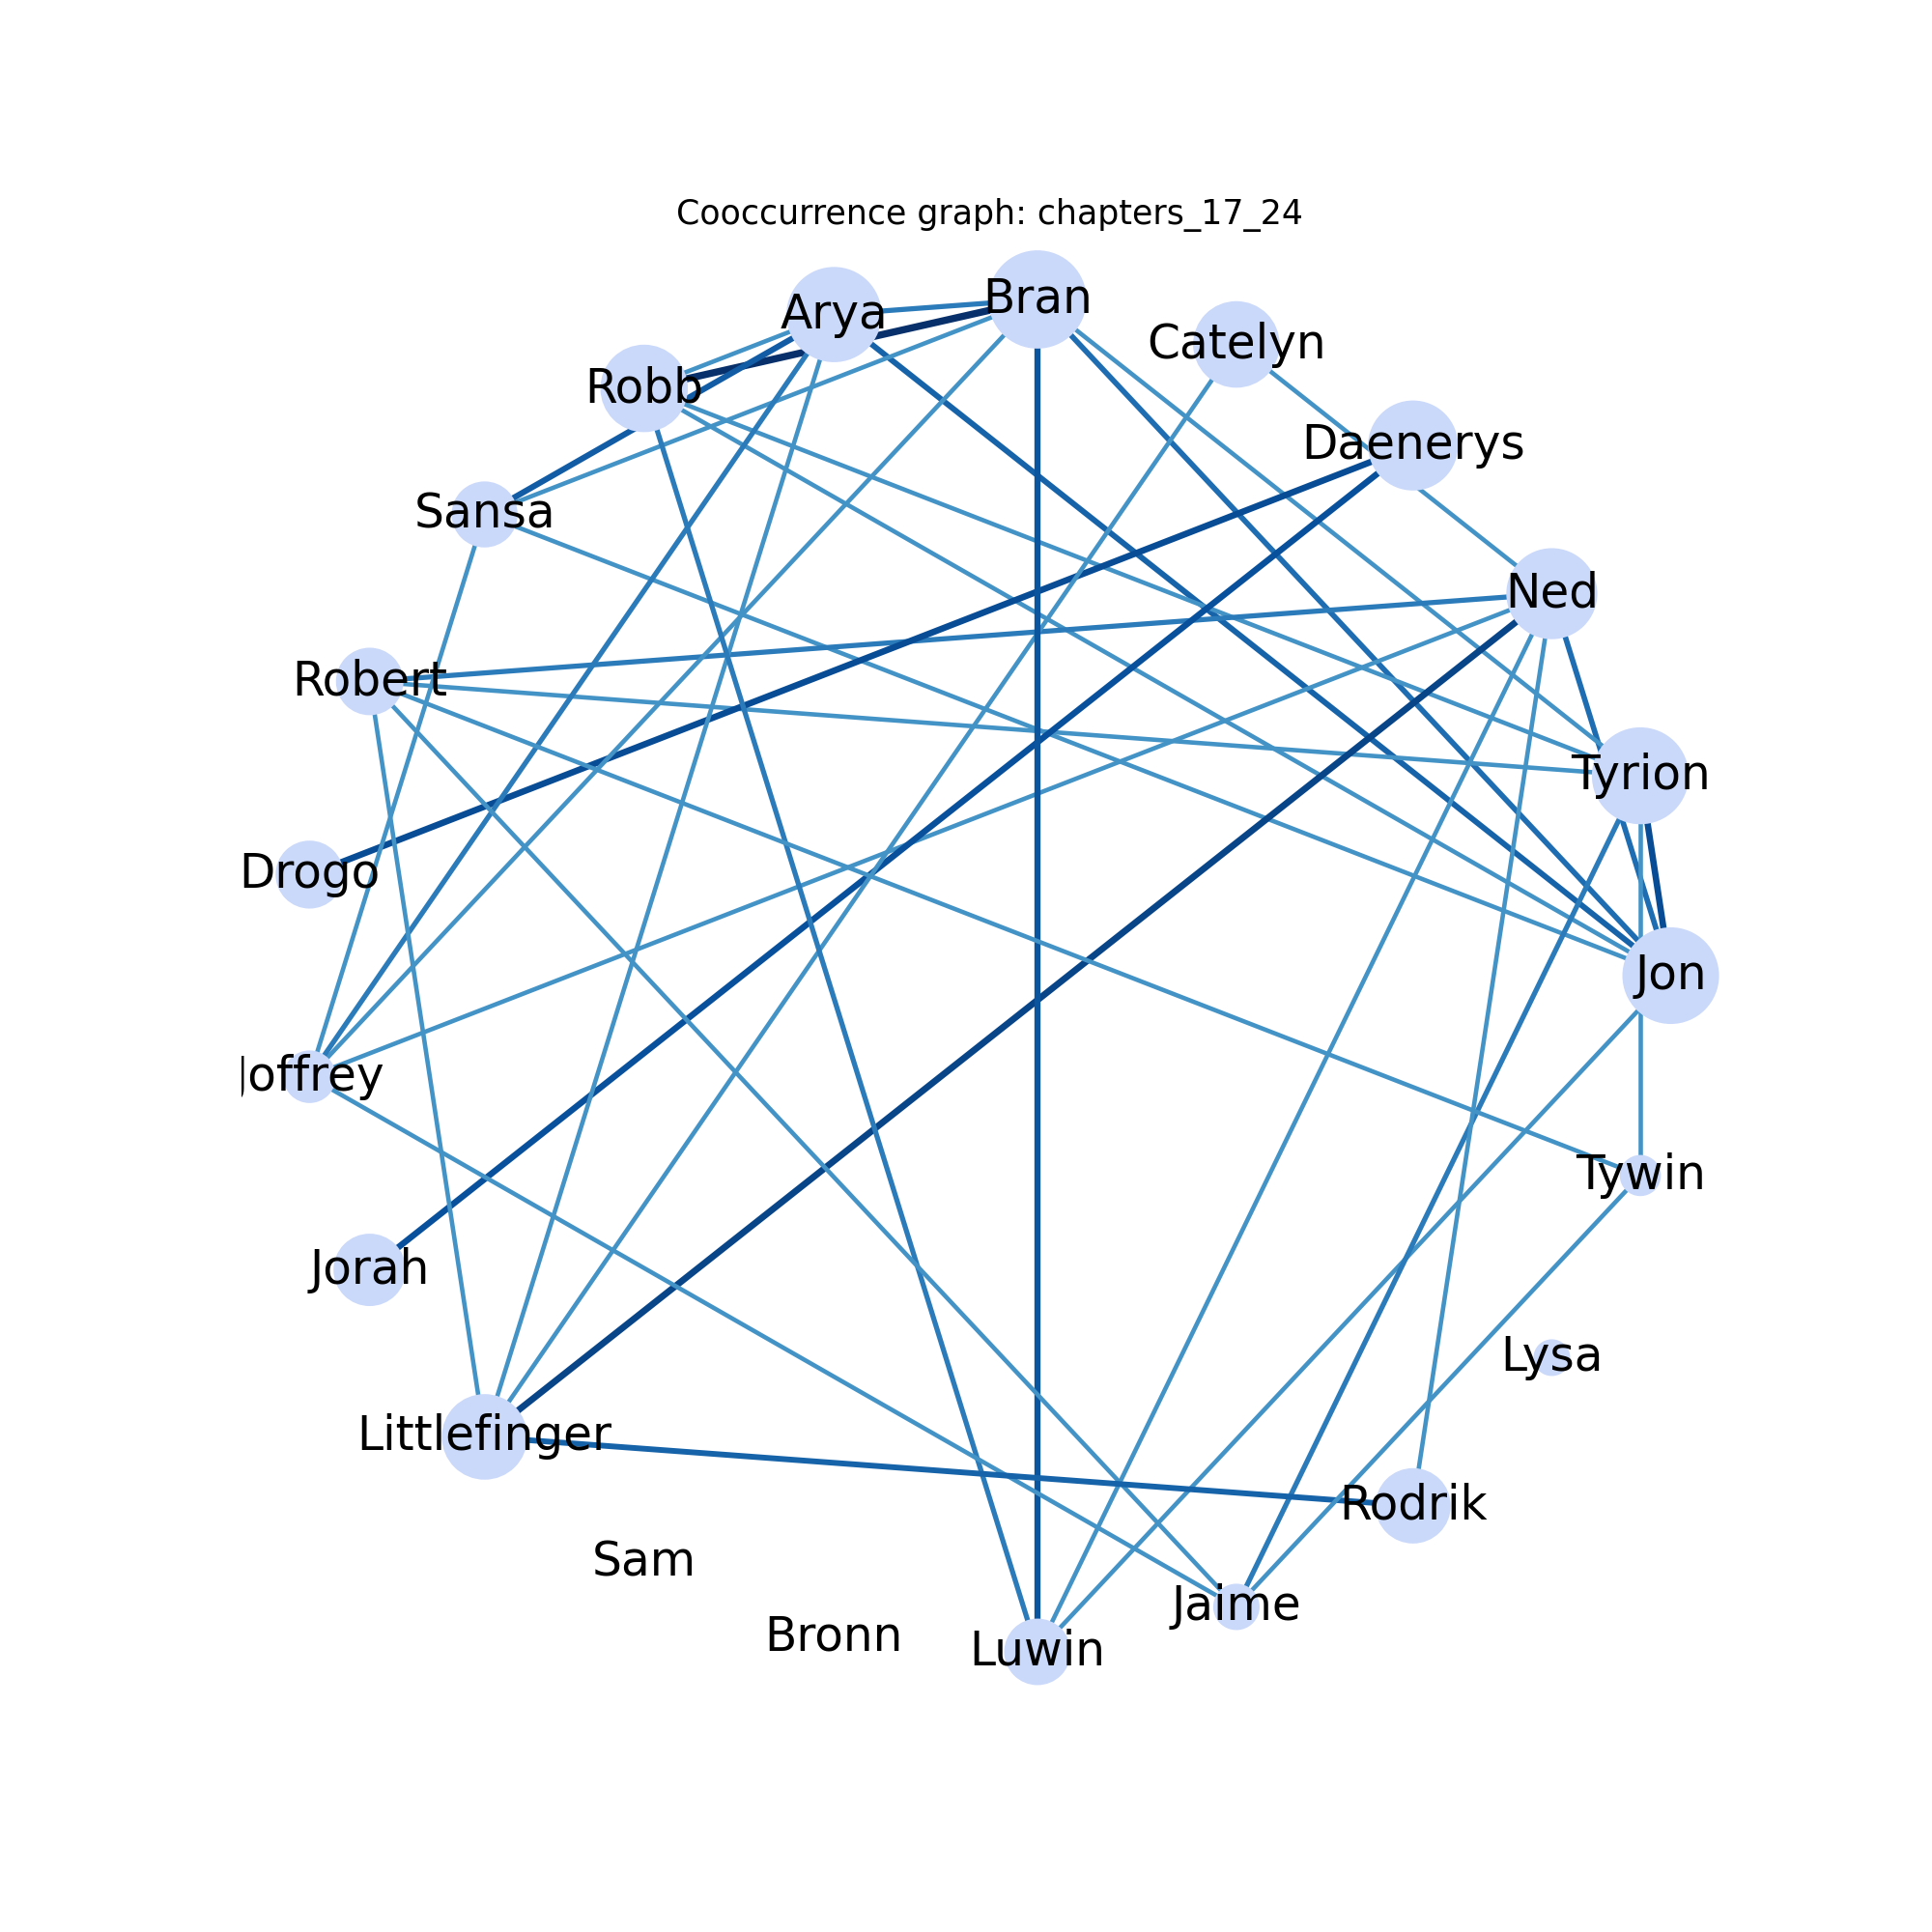 Cooccurrence graph: chapters_17_24
Bran
Arya
Catelyn
Robb
Daenerys
Sansa
Ned
Robert
Tyrion
Drogo
Jon
Joffrey
Tywin
Jorah
Lysa
Littlefinger
Rodrik
Sam
Jaime
Bronn
Luwin